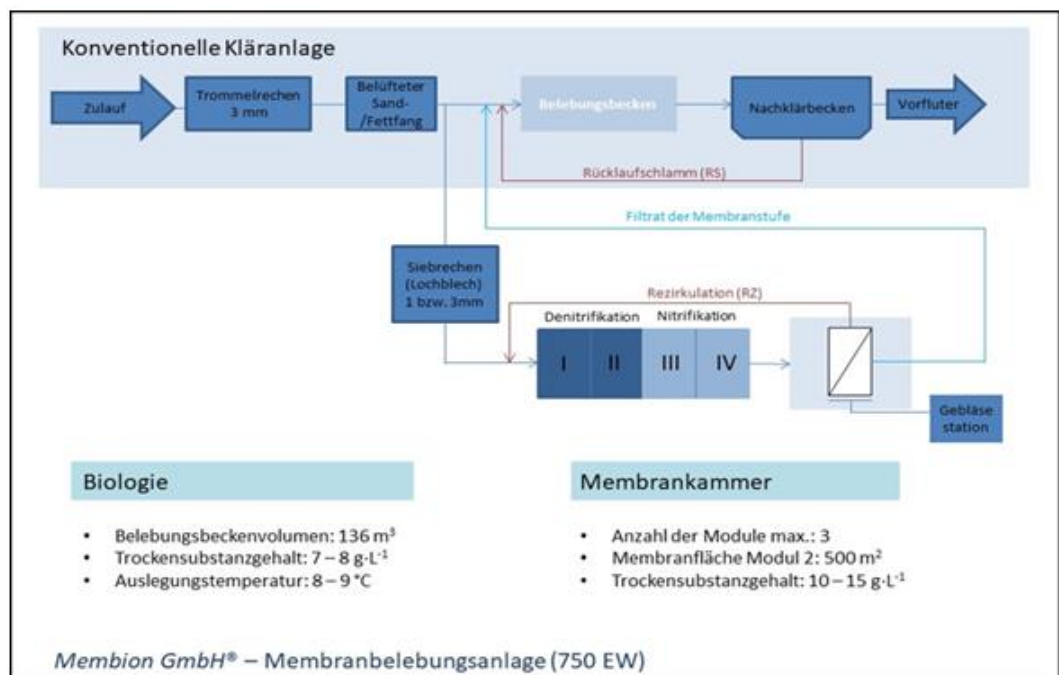 Konventionelle Kläranlage
Zulauf
Trommelrechen
3 mm
Belüfteter
Sand-
/Fettfang
Belebungsbecken
Nachklärbecken
Vorfluter
Rücklaufschlamm (RS)
Filtrat der Membranstufe
Siebrechen
(Lochblech)
1 bzw. 3mm
Rezirkulation (RZ)
Denitrifikation Nitrifikation
I II III IV
Gebläse
station
Biologie
• Belebungsbeckenvolumen: 136 m³
• Trockensubstanzgehalt: 7 – 8 g·L⁻¹
• Auslegungstemperatur: 8 – 9 °C
Membrankammer
• Anzahl der Module max.: 3
• Membranfläche Modul 2: 500 m²
• Trockensubstanzgehalt: 10 – 15 g·L⁻¹
Membion GmbH® – Membranbelebungsanlage (750 EW)